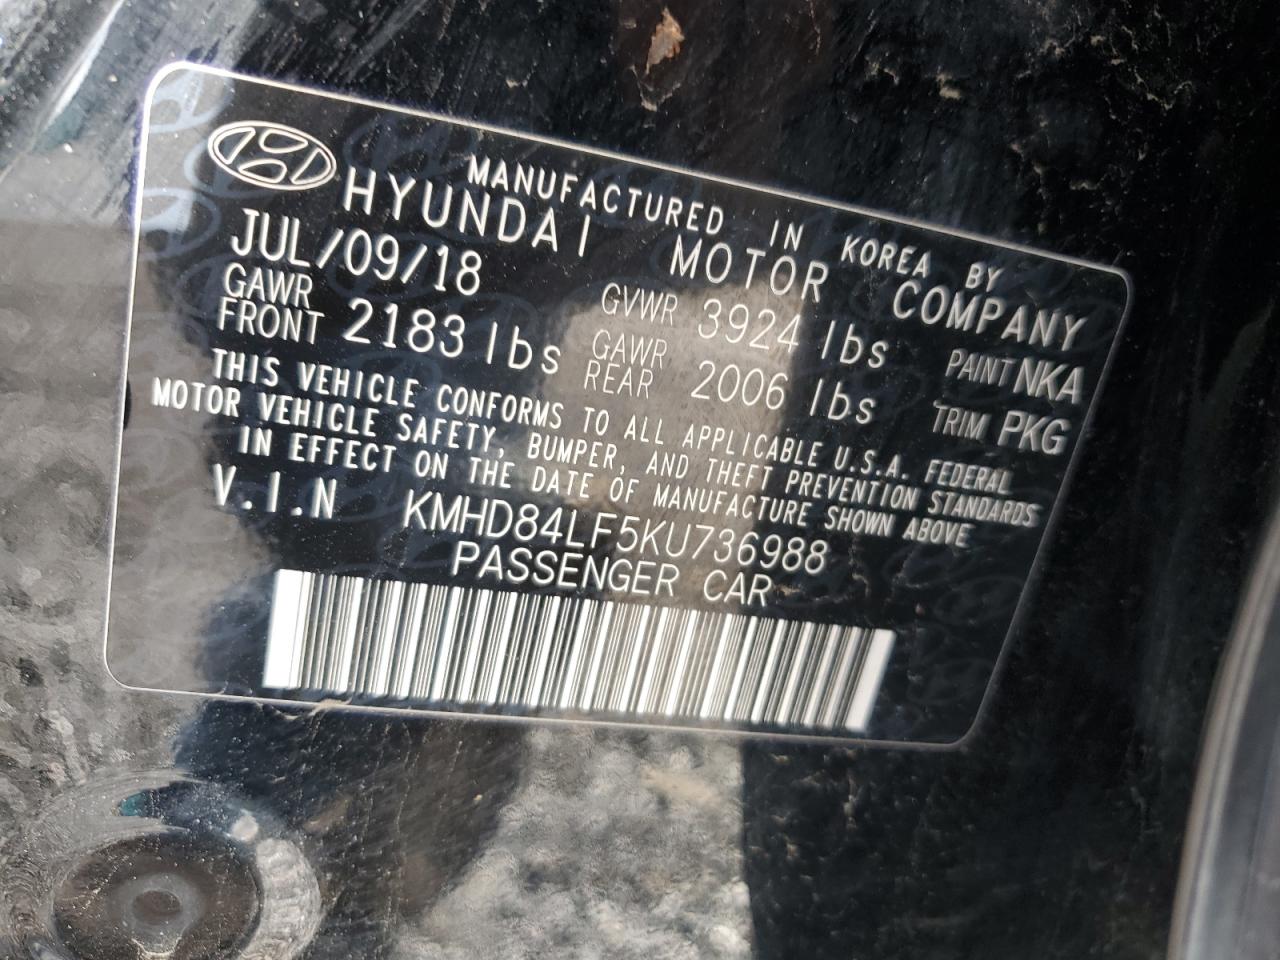 MANUFACTURED IN KOREA BY
HYUNDAI MOTOR COMPANY
JUL/09/18 GVWR 3924 lbs PAINT NKA
GAWR FRONT 2183 lbs GAWR REAR 2006 lbs TRIM PKG
THIS VEHICLE CONFORMS TO ALL APPLICABLE U.S.A. FEDERAL
MOTOR VEHICLE SAFETY, BUMPER, AND THEFT PREVENTION STANDARDS
IN EFFECT ON THE DATE OF MANUFACTURE SHOWN ABOVE
V.I.N KMHD84LF5KU736988
PASSENGER CAR